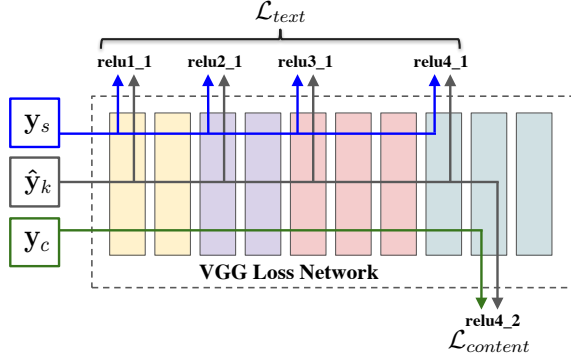 L_text
relu1_1 relu2_1 relu3_1 relu4_1
y_s
ŷ_k
y_c
VGG Loss Network
relu4_2
L_content